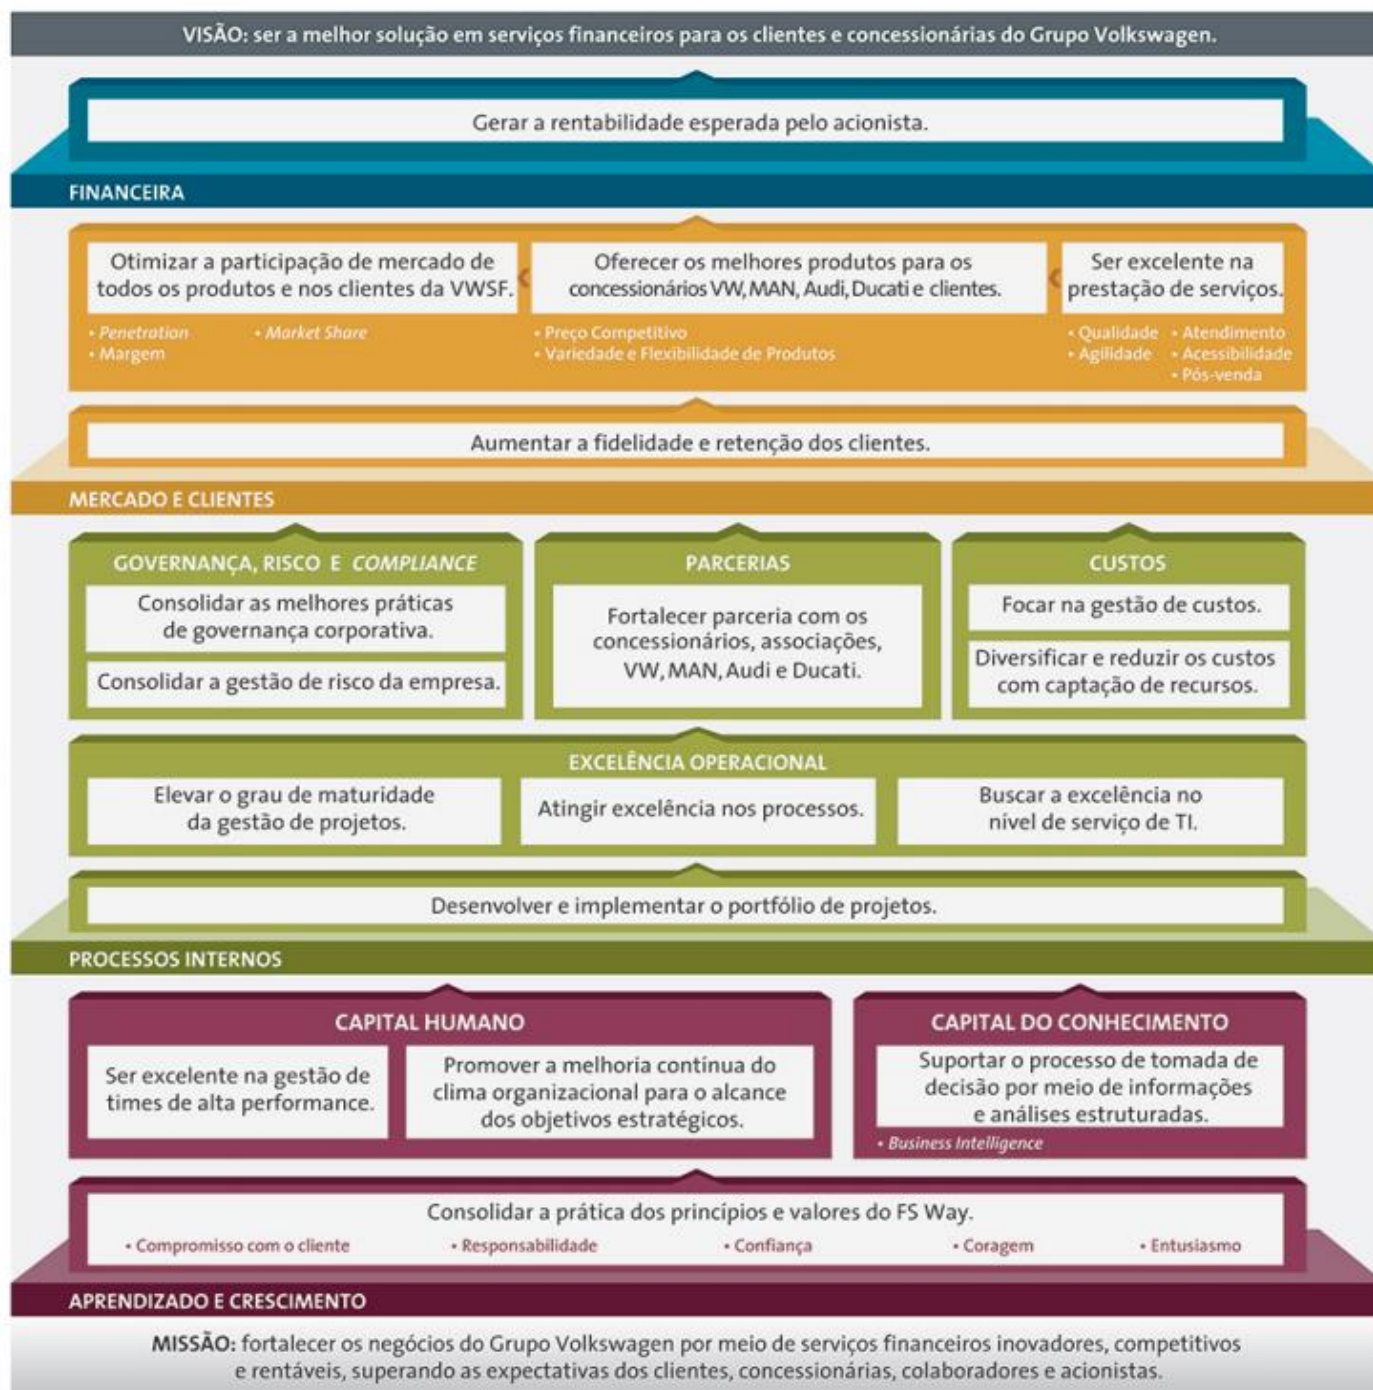 VISÃO: ser a melhor solução em serviços financeiros para os clientes e concessionárias do Grupo Volkswagen.
Gerar a rentabilidade esperada pelo acionista.
FINANCEIRA
Otimizar a participação de mercado de
todos os produtos e nos clientes da VWSF.
• Penetration
• Market Share
• Margem
Oferecer os melhores produtos para os
concessionários VW, MAN, Audi, Ducati e clientes.
• Preço Competitivo
• Variedade e Flexibilidade de Produtos
Ser excelente na
prestação de serviços.
• Qualidade
• Atendimento
• Agilidade
• Acessibilidade
• Pós-venda
Aumentar a fidelidade e retenção dos clientes.
MERCADO E CLIENTES
GOVERNANÇA, RISCO E COMPLIANCE
Consolidar as melhores práticas
de governança corporativa.
Consolidar a gestão de risco da empresa.
PARCERIAS
Fortalecer parceria com os
concessionários, associações,
VW, MAN, Audi e Ducati.
CUSTOS
Focar na gestão de custos.
Diversificar e reduzir os custos
com captação de recursos.
EXCELÊNCIA OPERACIONAL
Elevar o grau de maturidade
da gestão de projetos.
Atingir excelência nos processos.
Buscar a excelência no
nível de serviço de TI.
Desenvolver e implementar o portfólio de projetos.
PROCESSOS INTERNOS
CAPITAL HUMANO
Ser excelente na gestão de
times de alta performance.
Promover a melhoria contínua do
clima organizacional para o alcance
dos objetivos estratégicos.
CAPITAL DO CONHECIMENTO
Suportar o processo de tomada de
decisão por meio de informações
e análises estruturadas.
• Business Intelligence
Consolidar a prática dos princípios e valores do FS Way.
• Compromisso com o cliente
• Responsabilidade
• Confiança
• Coragem
• Entusiasmo
APRENDIZADO E CRESCIMENTO
MISSÃO: fortalecer os negócios do Grupo Volkswagen por meio de serviços financeiros inovadores, competitivos
e rentáveis, superando as expectativas dos clientes, concessionárias, colaboradores e acionistas.